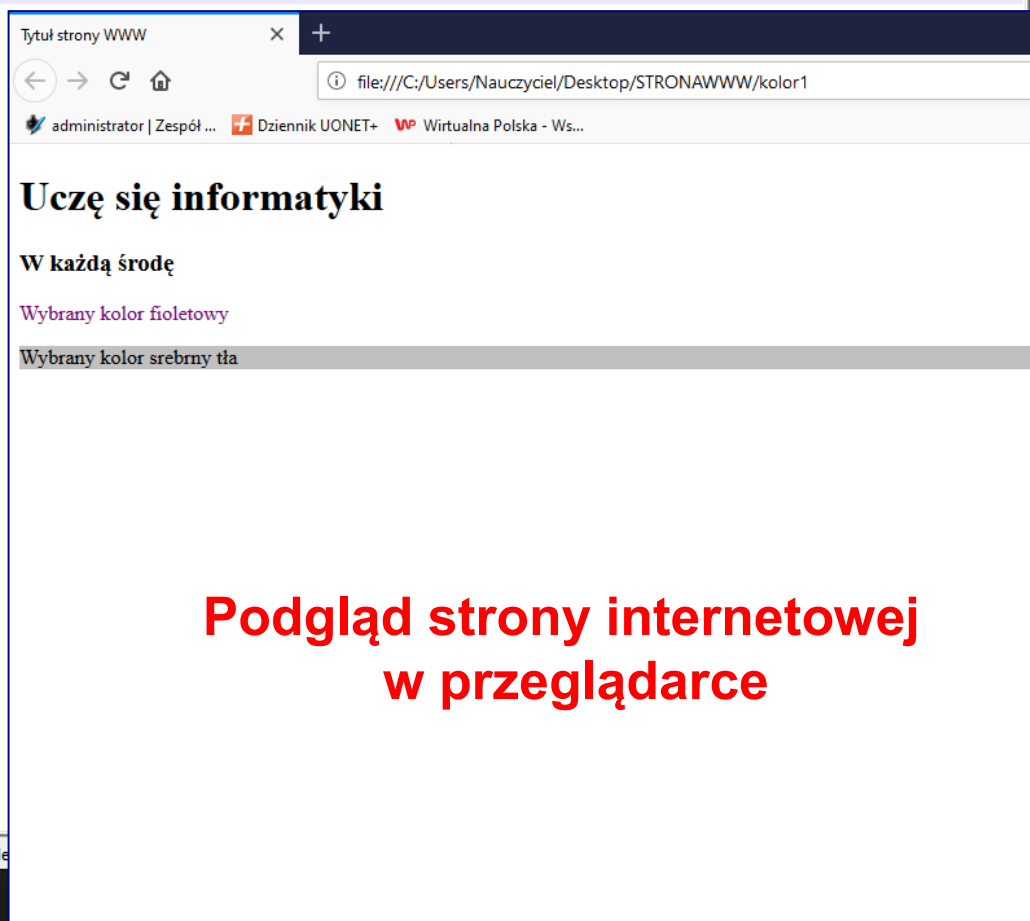 Tytuł strony WWW
file:///C:/Users/Nauczyciel/Desktop/STRONAWWW/kolor1
administrator | Zespół ... Dziennik UONET+ WP Wirtualna Polska - Ws...
Uczę się informatyki
W każdą środę
Wybrany kolor fioletowy
Wybrany kolor srebrny tła
Podgląd strony internetowej
w przeglądarce